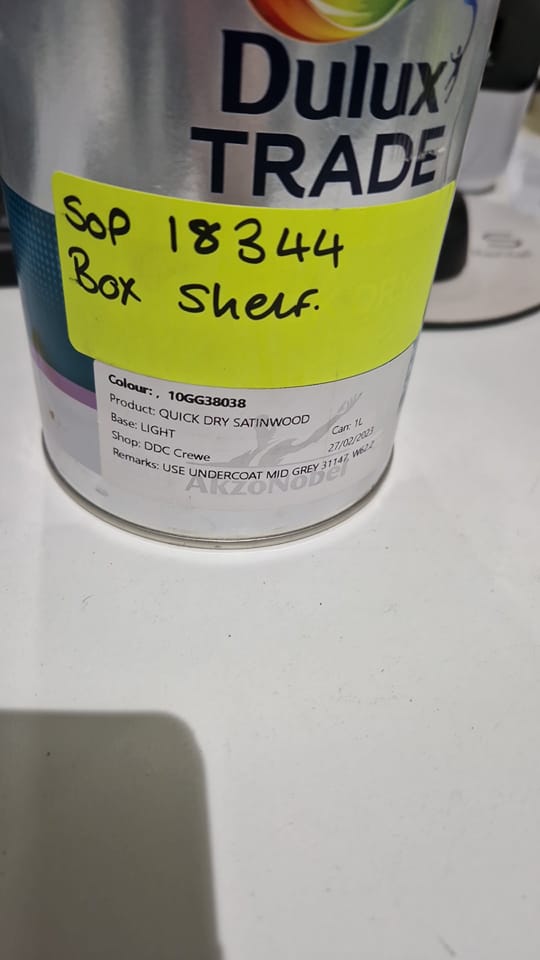 Dulux
TRADE
SOP 18344
Box Shelf.
Colour: , 10GG38038
Product: QUICK DRY SATINWOOD
Base: LIGHT
Can: 1L
Shop: DDC Crewe
27/02/2023
Remarks: USE UNDERCOAT MID GREY 31147, W62.Z
AkzoNobel